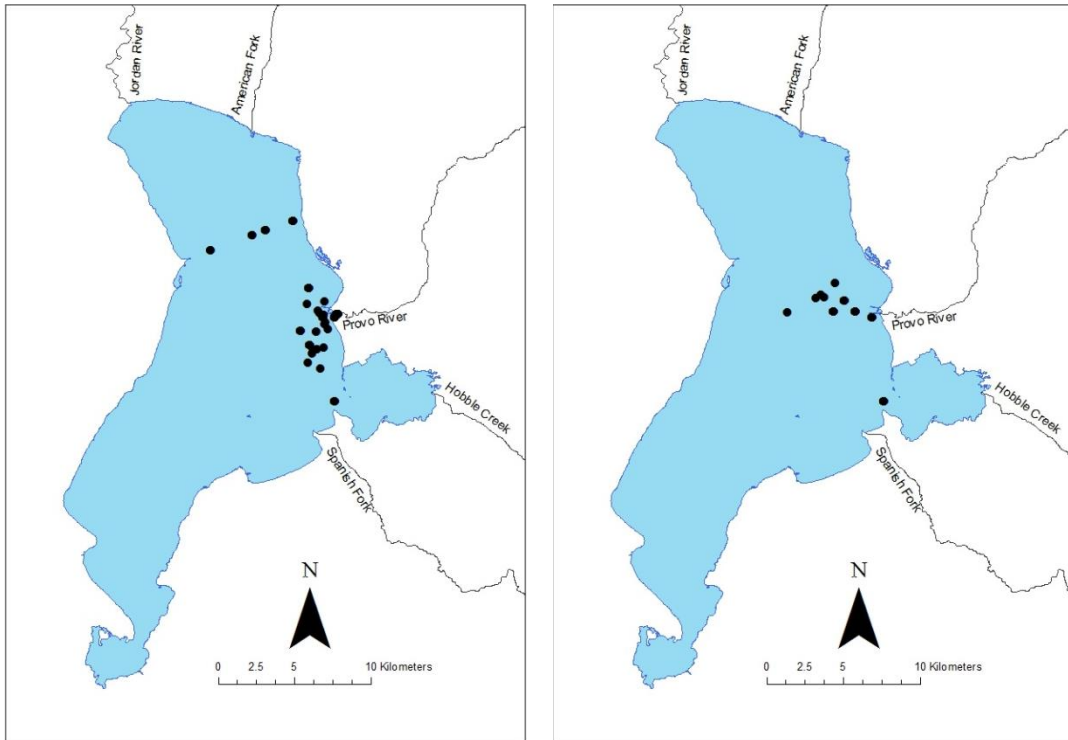 Jordan River
American Fork
Provo River
Hobble Creek
Spanish Fork
N
0 2.5 5 10 Kilometers
Jordan River
American Fork
Provo River
Hobble Creek
Spanish Fork
N
0 2.5 5 10 Kilometers